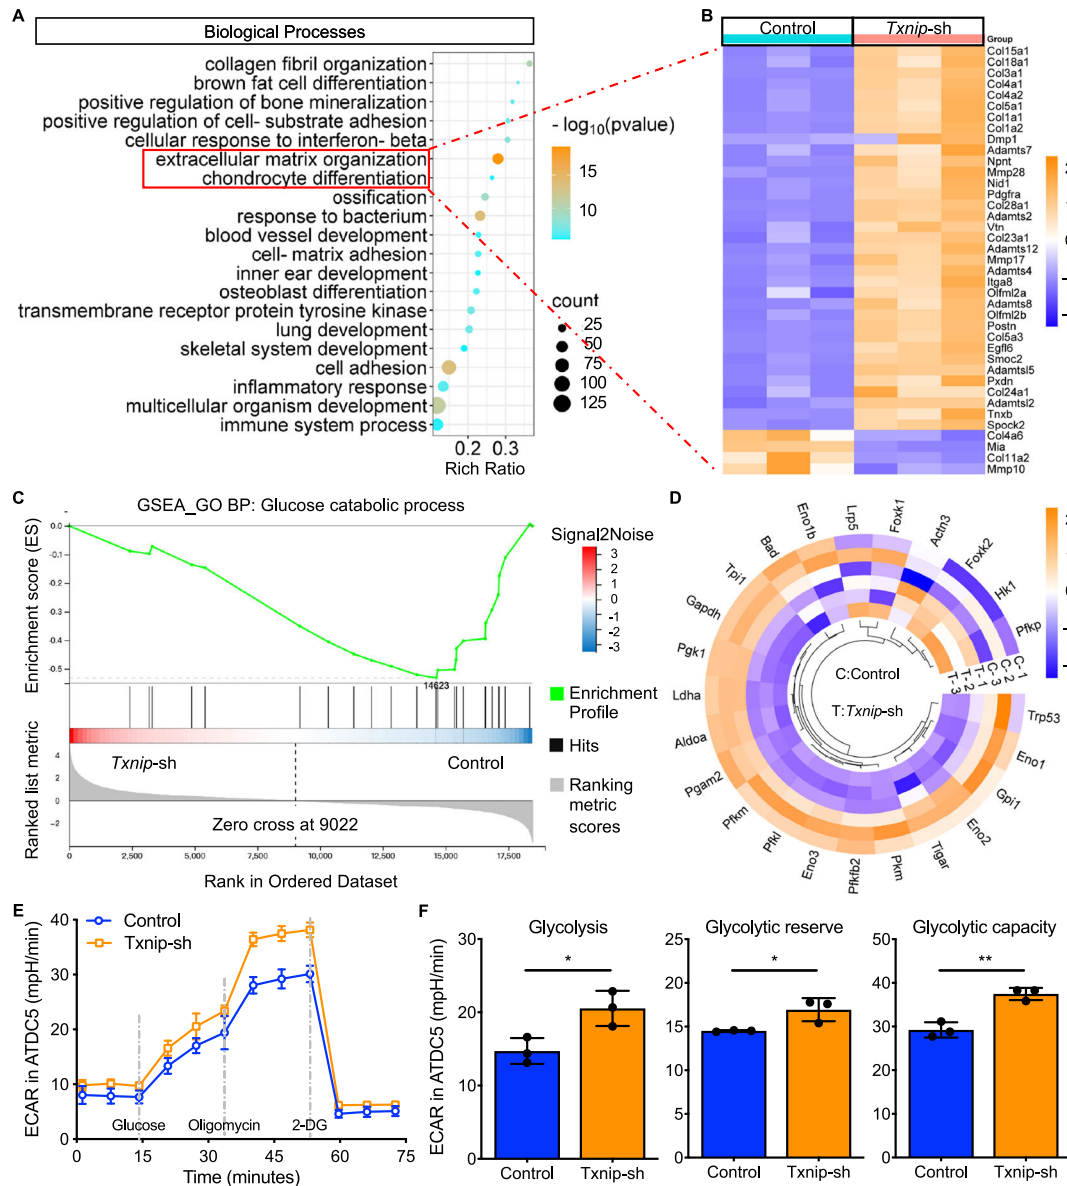 A
Biological Processes
collagen fibril organization
brown fat cell differentiation
positive regulation of bone mineralization
positive regulation of cell- substrate adhesion
cellular response to interferon- beta
extracellular matrix organization
chondrocyte differentiation
ossification
response to bacterium
blood vessel development
cell- matrix adhesion
inner ear development
osteoblast differentiation
transmembrane receptor protein tyrosine kinase
lung development
skeletal system development
cell adhesion
inflammatory response
multicellular organism development
immune system process
0.2 0.3
Rich Ratio
- log10(pvalue)
15
10
count
25
50
75
100
125
B
Control
Txnip-sh
Group
Col15a1
Col18a1
Col3a1
Col4a1
Col4a2
Col5a1
Col1a1
Col1a2
Dmp1
Adamts7
Npnt
Mmp28
Nid1
Pdgfra
Col28a1
Adamts2
Vtn
Col23a1
Adamts12
Mmp17
Adamts4
Itga8
Olfml2a
Adamts8
Olfml2b
Postn
Col5a3
Egfl6
Smoc2
Adamtsl5
Pxdn
Col24a1
Adamtsl2
Tnxb
Spock2
Col4a6
Mia
Col11a2
Mmp10
C
GSEA_GO BP: Glucose catabolic process
Enrichment score (ES)
0.0
-0.1
-0.2
-0.3
-0.4
-0.5
14623
Txnip-sh
Control
Ranked list metric
4
2
0
-2
Zero cross at 9022
0 2,500 5,000 7,500 10,000 12,500 15,000 17,500
Rank in Ordered Dataset
Signal2Noise
3
2
1
0
-1
-2
-3
Enrichment
Profile
Hits
Ranking
metric
scores
D
Foxk1
Actn3
Foxk2
Hk1
Pfkp
Trp53
Eno1
Gpi1
Eno2
Tigar
Pkm
Pfkfb2
Eno3
Pfkl
Pfkm
Pgam2
Aldoa
Ldha
Pgk1
Gapdh
Tpi1
Bad
Eno1b
Lrp5
C:Control
T:Txnip-sh
T-3
T-2
T-1
C-3
C-2
C-1
E
ECAR in ATDC5 (mpH/min)
40
30
20
10
0
Control
Txnip-sh
Glucose
Oligomycin
2-DG
0 15 30 45 60 75
Time (minutes)
F
ECAR in ATDC5 (mpH/min)
Glycolysis
30
20
10
0
*
Control Txnip-sh
Glycolytic reserve
25
20
15
10
5
0
*
Control Txnip-sh
Glycolytic capacity
50
40
30
20
10
0
**
Control Txnip-sh